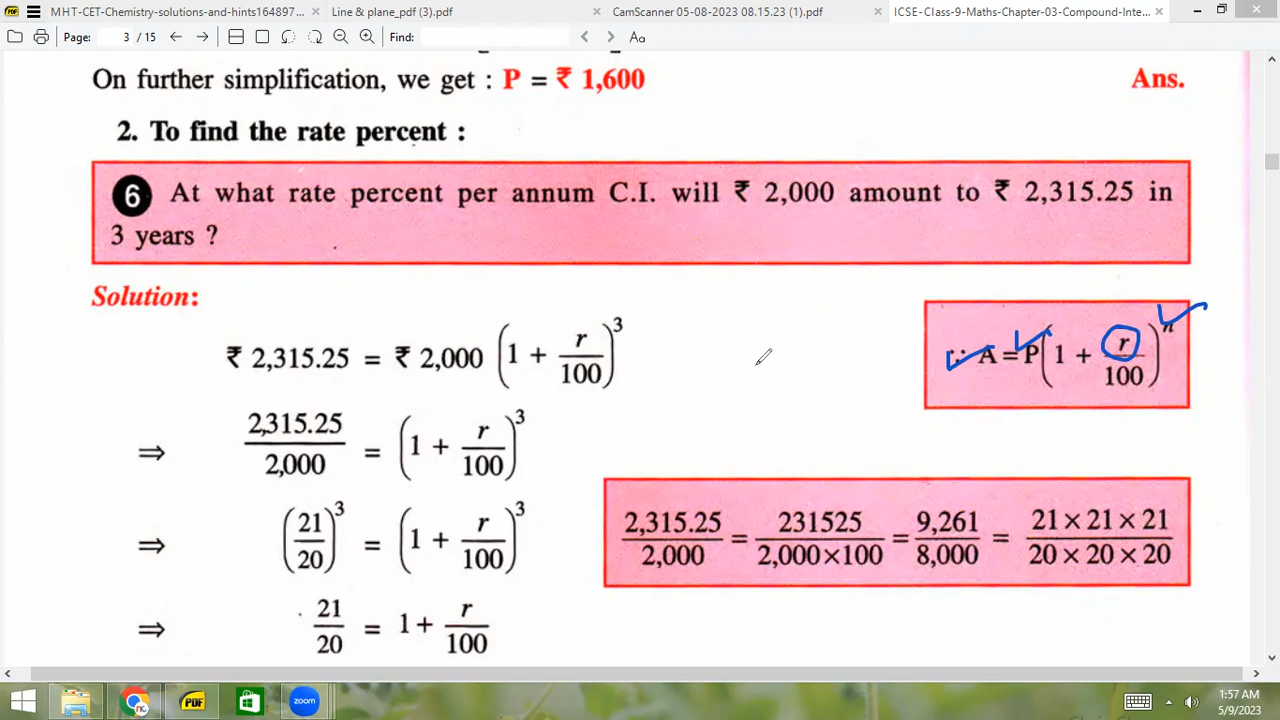 MHT-CET-Chemistry-solutions-and-hints164897... × Line & plane_pdf (3).pdf × CamScanner 05-08-2023 08.15.23 (1).pdf × ICSE-Class-9-Maths-Chapter-03-Compound-Inte... ×
Page: 3 / 15 Find: Aa
On further simplification, we get : P = ₹ 1,600 Ans.
2. To find the rate percent :
6 At what rate percent per annum C.I. will ₹ 2,000 amount to ₹ 2,315.25 in
3 years ?
Solution:
₹ 2,315.25 = ₹ 2,000 (1 + r/100)^3
∵ A = P(1 + r/100)^n
⇒ 2,315.25/2,000 = (1 + r/100)^3
⇒ (21/20)^3 = (1 + r/100)^3
2,315.25/2,000 = 231525/2,000×100 = 9,261/8,000 = 21×21×21/20×20×20
⇒ 21/20 = 1+ r/100
PDF zoom
1:57 AM
5/9/2023